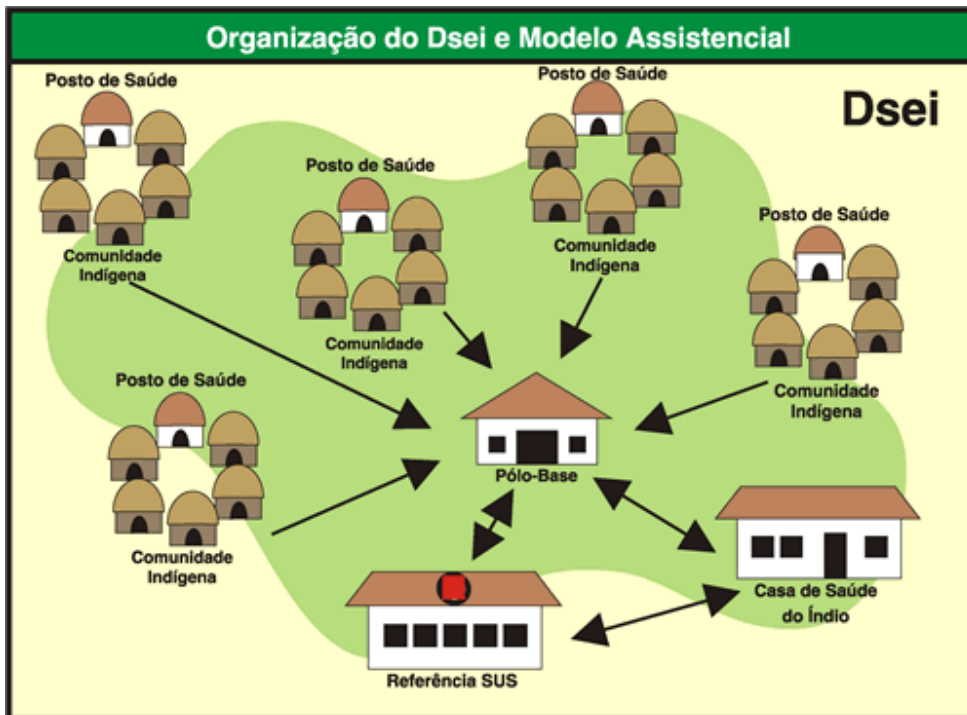 Organização do Dsei e Modelo Assistencial
Dsei
Posto de Saúde
Comunidade
Indígena
Posto de Saúde
Comunidade
Indígena
Posto de Saúde
Comunidade
Indígena
Posto de Saúde
Comunidade
Indígena
Posto de Saúde
Comunidade
Indígena
Pólo-Base
Casa de Saúde
do Índio
Referência SUS